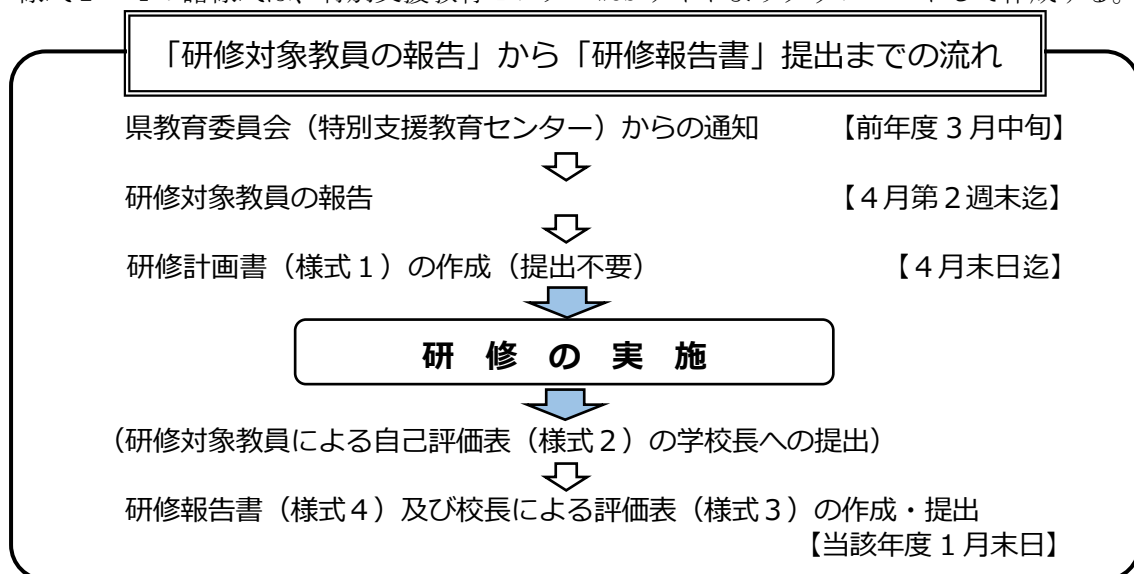 「研修対象教員の報告」から「研修報告書」提出までの流れ
県教育委員会（特別支援教育センター）からの通知　【前年度３月中旬】
研修対象教員の報告　【４月第２週末迄】
研修計画書（様式１）の作成（提出不要）　【４月末日迄】
研 修 の 実 施
（研修対象教員による自己評価表（様式２）の学校長への提出）
研修報告書（様式４）及び校長による評価表（様式３）の作成・提出
【当該年度１月末日】